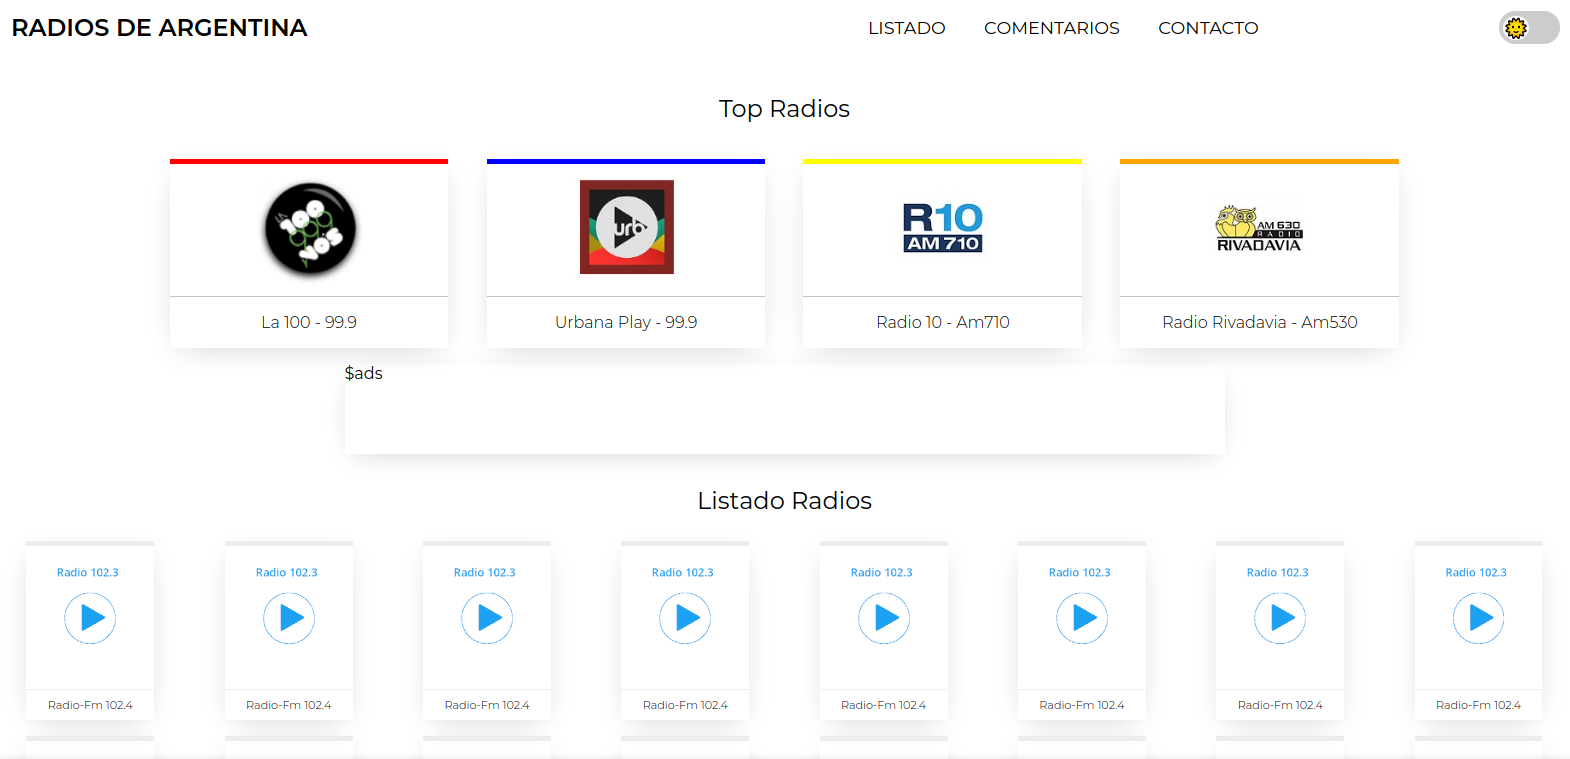 RADIOS DE ARGENTINA
LISTADO COMENTARIOS CONTACTO
Top Radios
LA 100 99.9 VOS
urb
R10
AM 710
AM 630
RADIO
RIVADAVIA
La 100 - 99.9
Urbana Play - 99.9
Radio 10 - Am710
Radio Rivadavia - Am530
$ads
Listado Radios
Radio 102.3 Radio 102.3 Radio 102.3 Radio 102.3 Radio 102.3 Radio 102.3 Radio 102.3 Radio 102.3
Radio-Fm 102.4 Radio-Fm 102.4 Radio-Fm 102.4 Radio-Fm 102.4 Radio-Fm 102.4 Radio-Fm 102.4 Radio-Fm 102.4 Radio-Fm 102.4